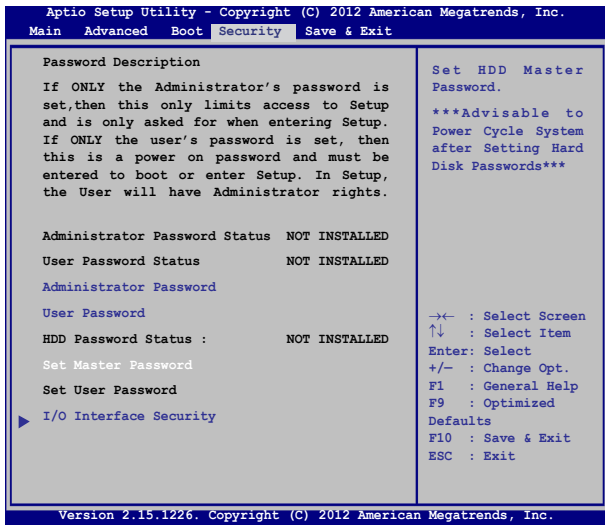 Aptio Setup Utility - Copyright (C) 2012 American Megatrends, Inc.
Main Advanced Boot Security Save & Exit
Password Description
If ONLY the Administrator's password is
set,then this only limits access to Setup
and is only asked for when entering Setup.
If ONLY the user's password is set, then
this is a power on password and must be
entered to boot or enter Setup. In Setup,
the User will have Administrator rights.
Administrator Password Status NOT INSTALLED
User Password Status NOT INSTALLED
Administrator Password
User Password
HDD Password Status : NOT INSTALLED
Set Master Password
Set User Password
I/O Interface Security
Set HDD Master
Password.
***Advisable to
Power Cycle System
after Setting Hard
Disk Passwords***
→← : Select Screen
↑↓ : Select Item
Enter: Select
+/— : Change Opt.
F1 : General Help
F9 : Optimized
Defaults
F10 : Save & Exit
ESC : Exit
Version 2.15.1226. Copyright (C) 2012 American Megatrends, Inc.